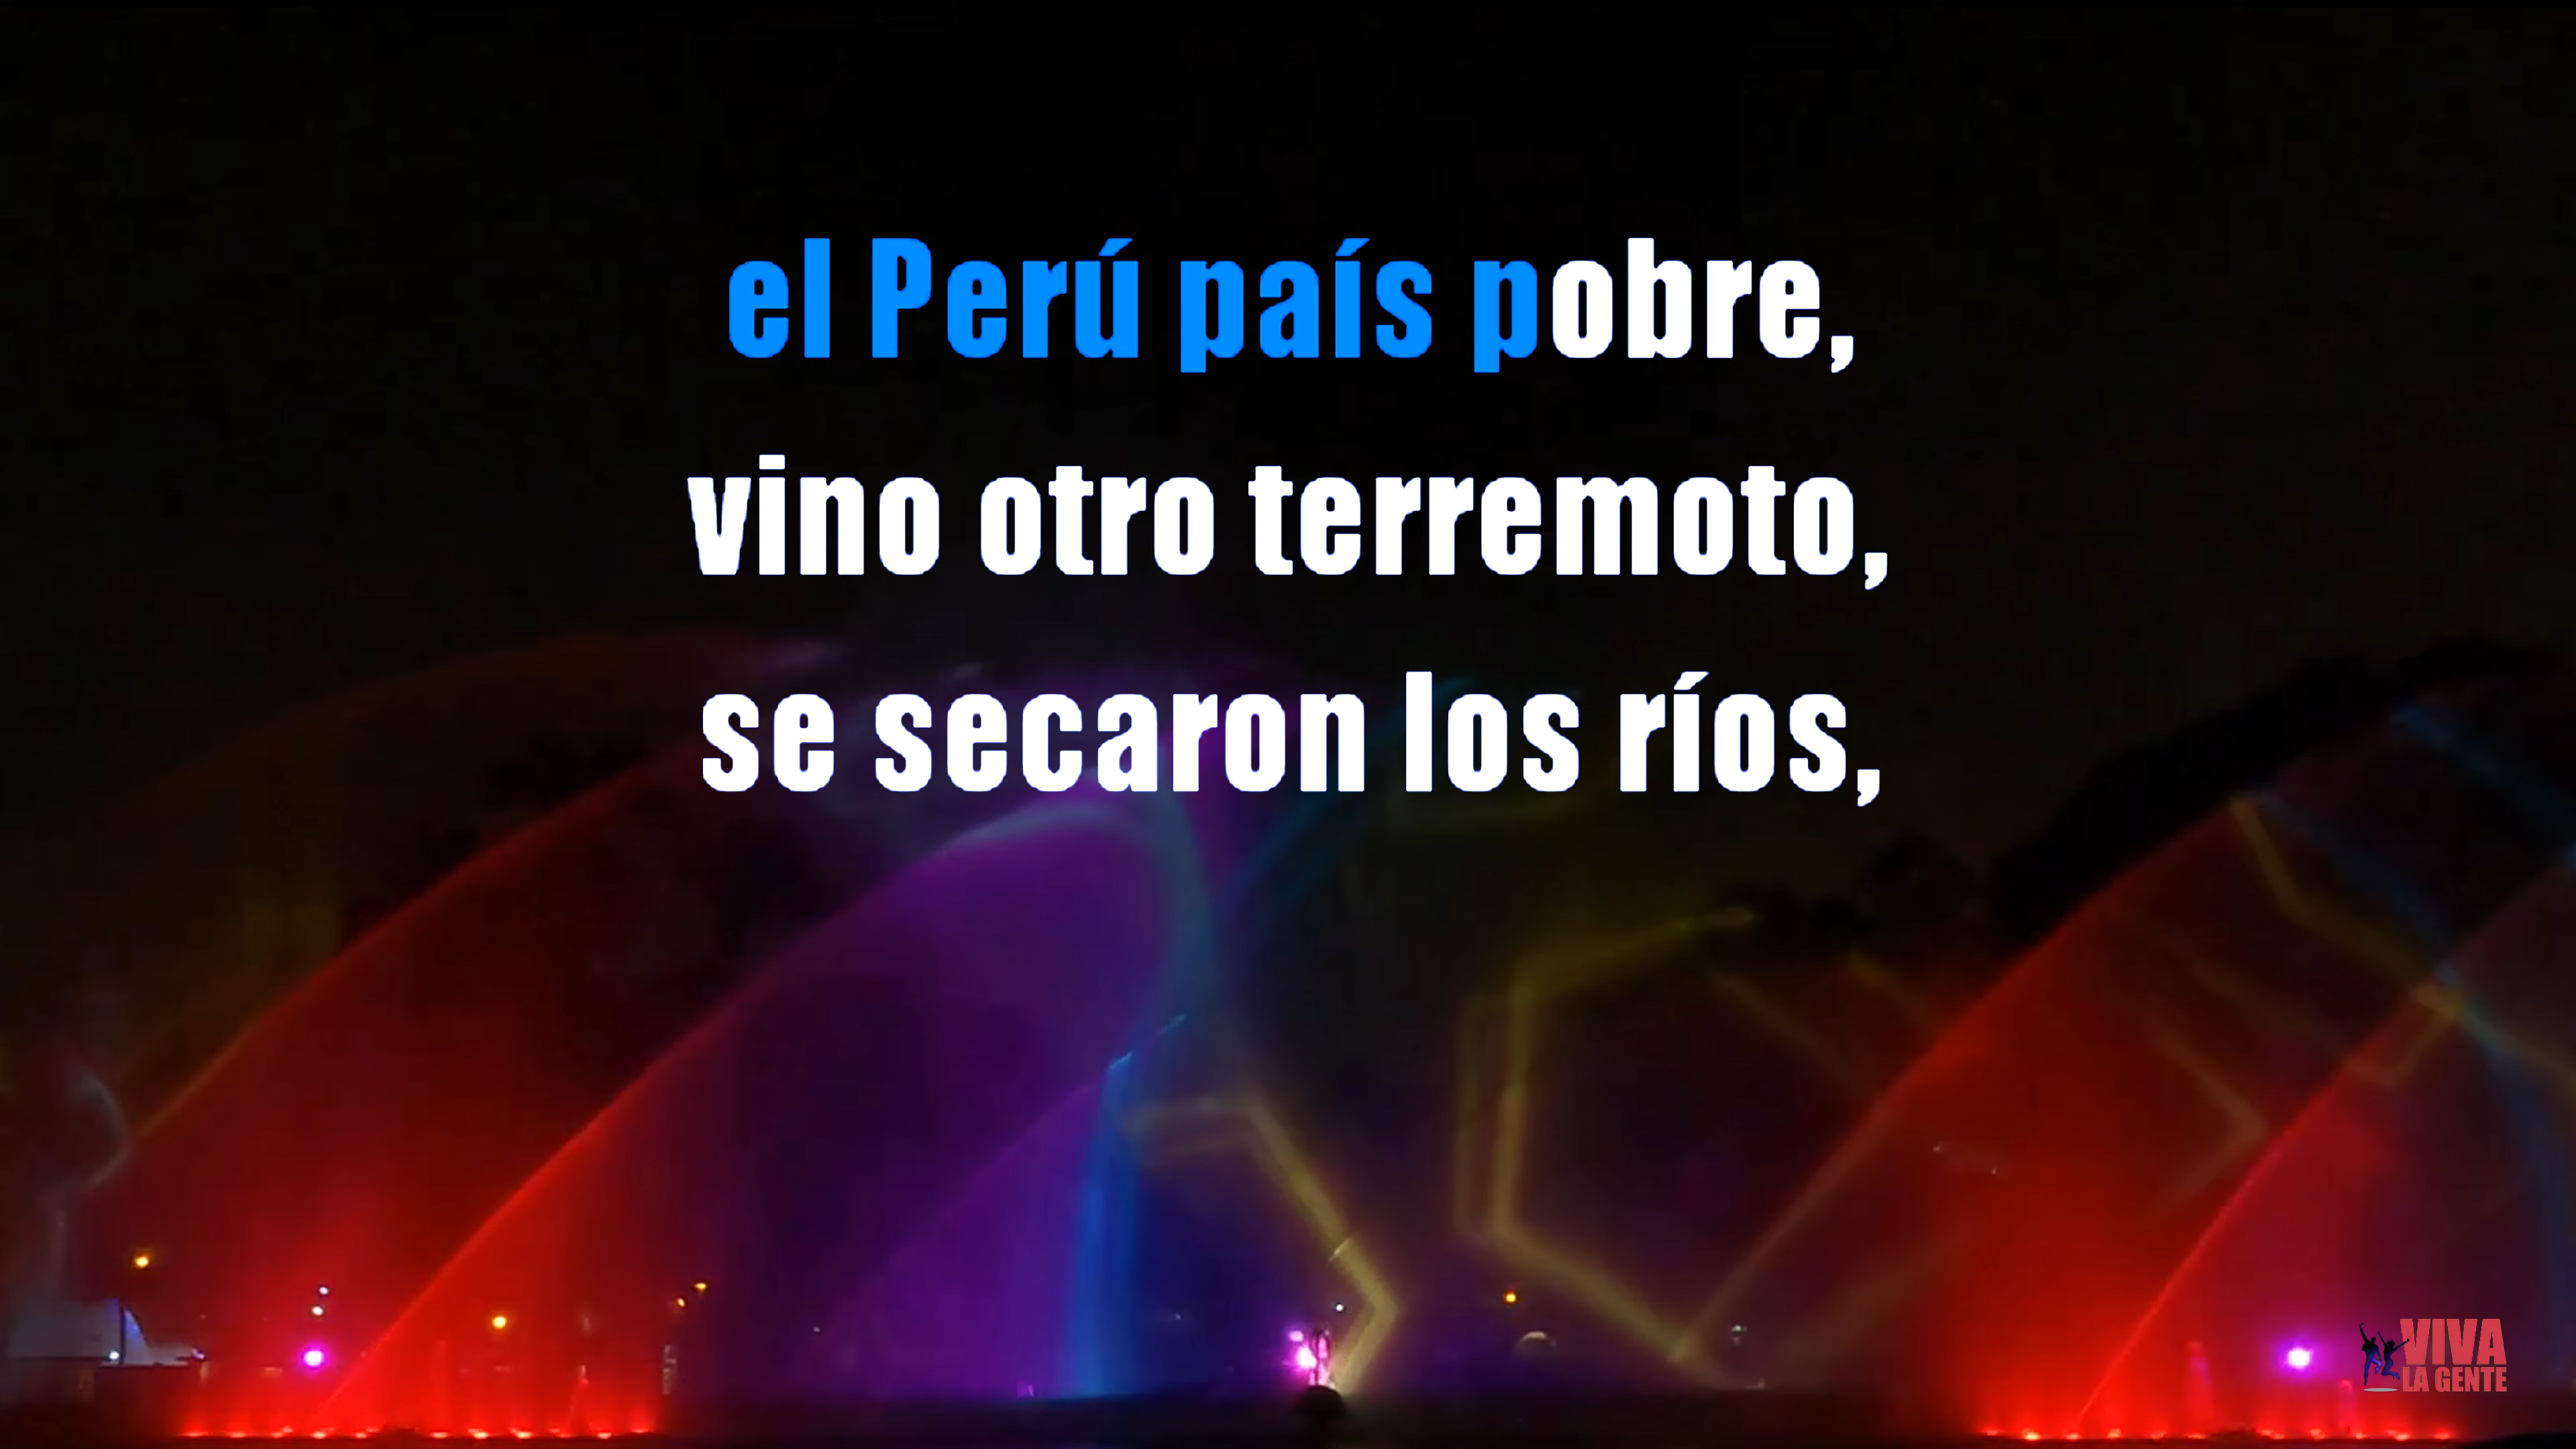 el Perú país pobre,
vino otro terremoto,
se secaron los ríos,
VIVA
LA GENTE